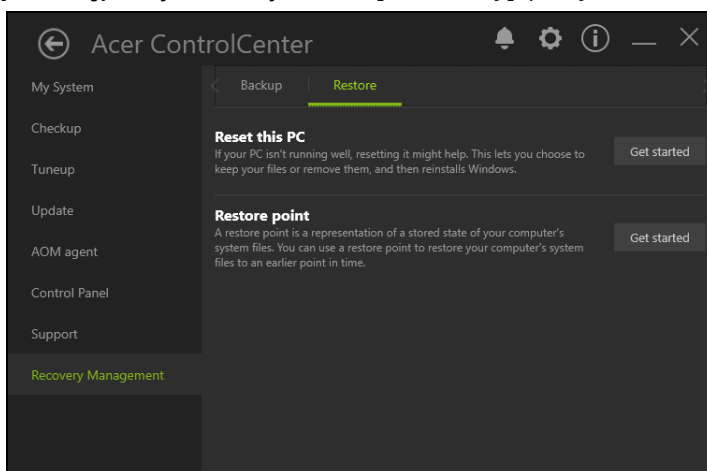 Acer ControlCenter
My System
Checkup
Tuneup
Update
AOM agent
Control Panel
Support
Recovery Management
Backup
Restore
Reset this PC
If your PC isn't running well, resetting it might help. This lets you choose to
keep your files or remove them, and then reinstalls Windows.
Get started
Restore point
A restore point is a representation of a stored state of your computer's
system files. You can use a restore point to restore your computer's system
files to an earlier point in time.
Get started